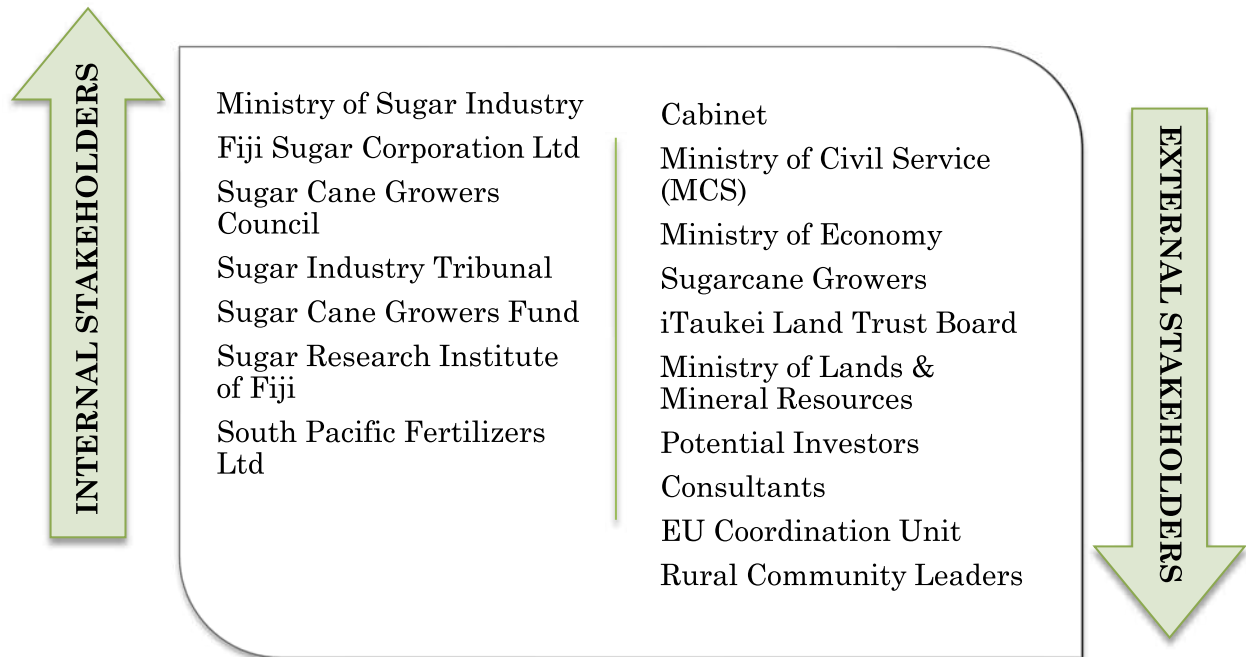 INTERNAL STAKEHOLDERS
Ministry of Sugar Industry
Fiji Sugar Corporation Ltd
Sugar Cane Growers
Council
Sugar Industry Tribunal
Sugar Cane Growers Fund
Sugar Research Institute
of Fiji
South Pacific Fertilizers
Ltd
Cabinet
Ministry of Civil Service
(MCS)
Ministry of Economy
Sugarcane Growers
iTaukei Land Trust Board
Ministry of Lands &
Mineral Resources
Potential Investors
Consultants
EU Coordination Unit
Rural Community Leaders
EXTERNAL STAKEHOLDERS